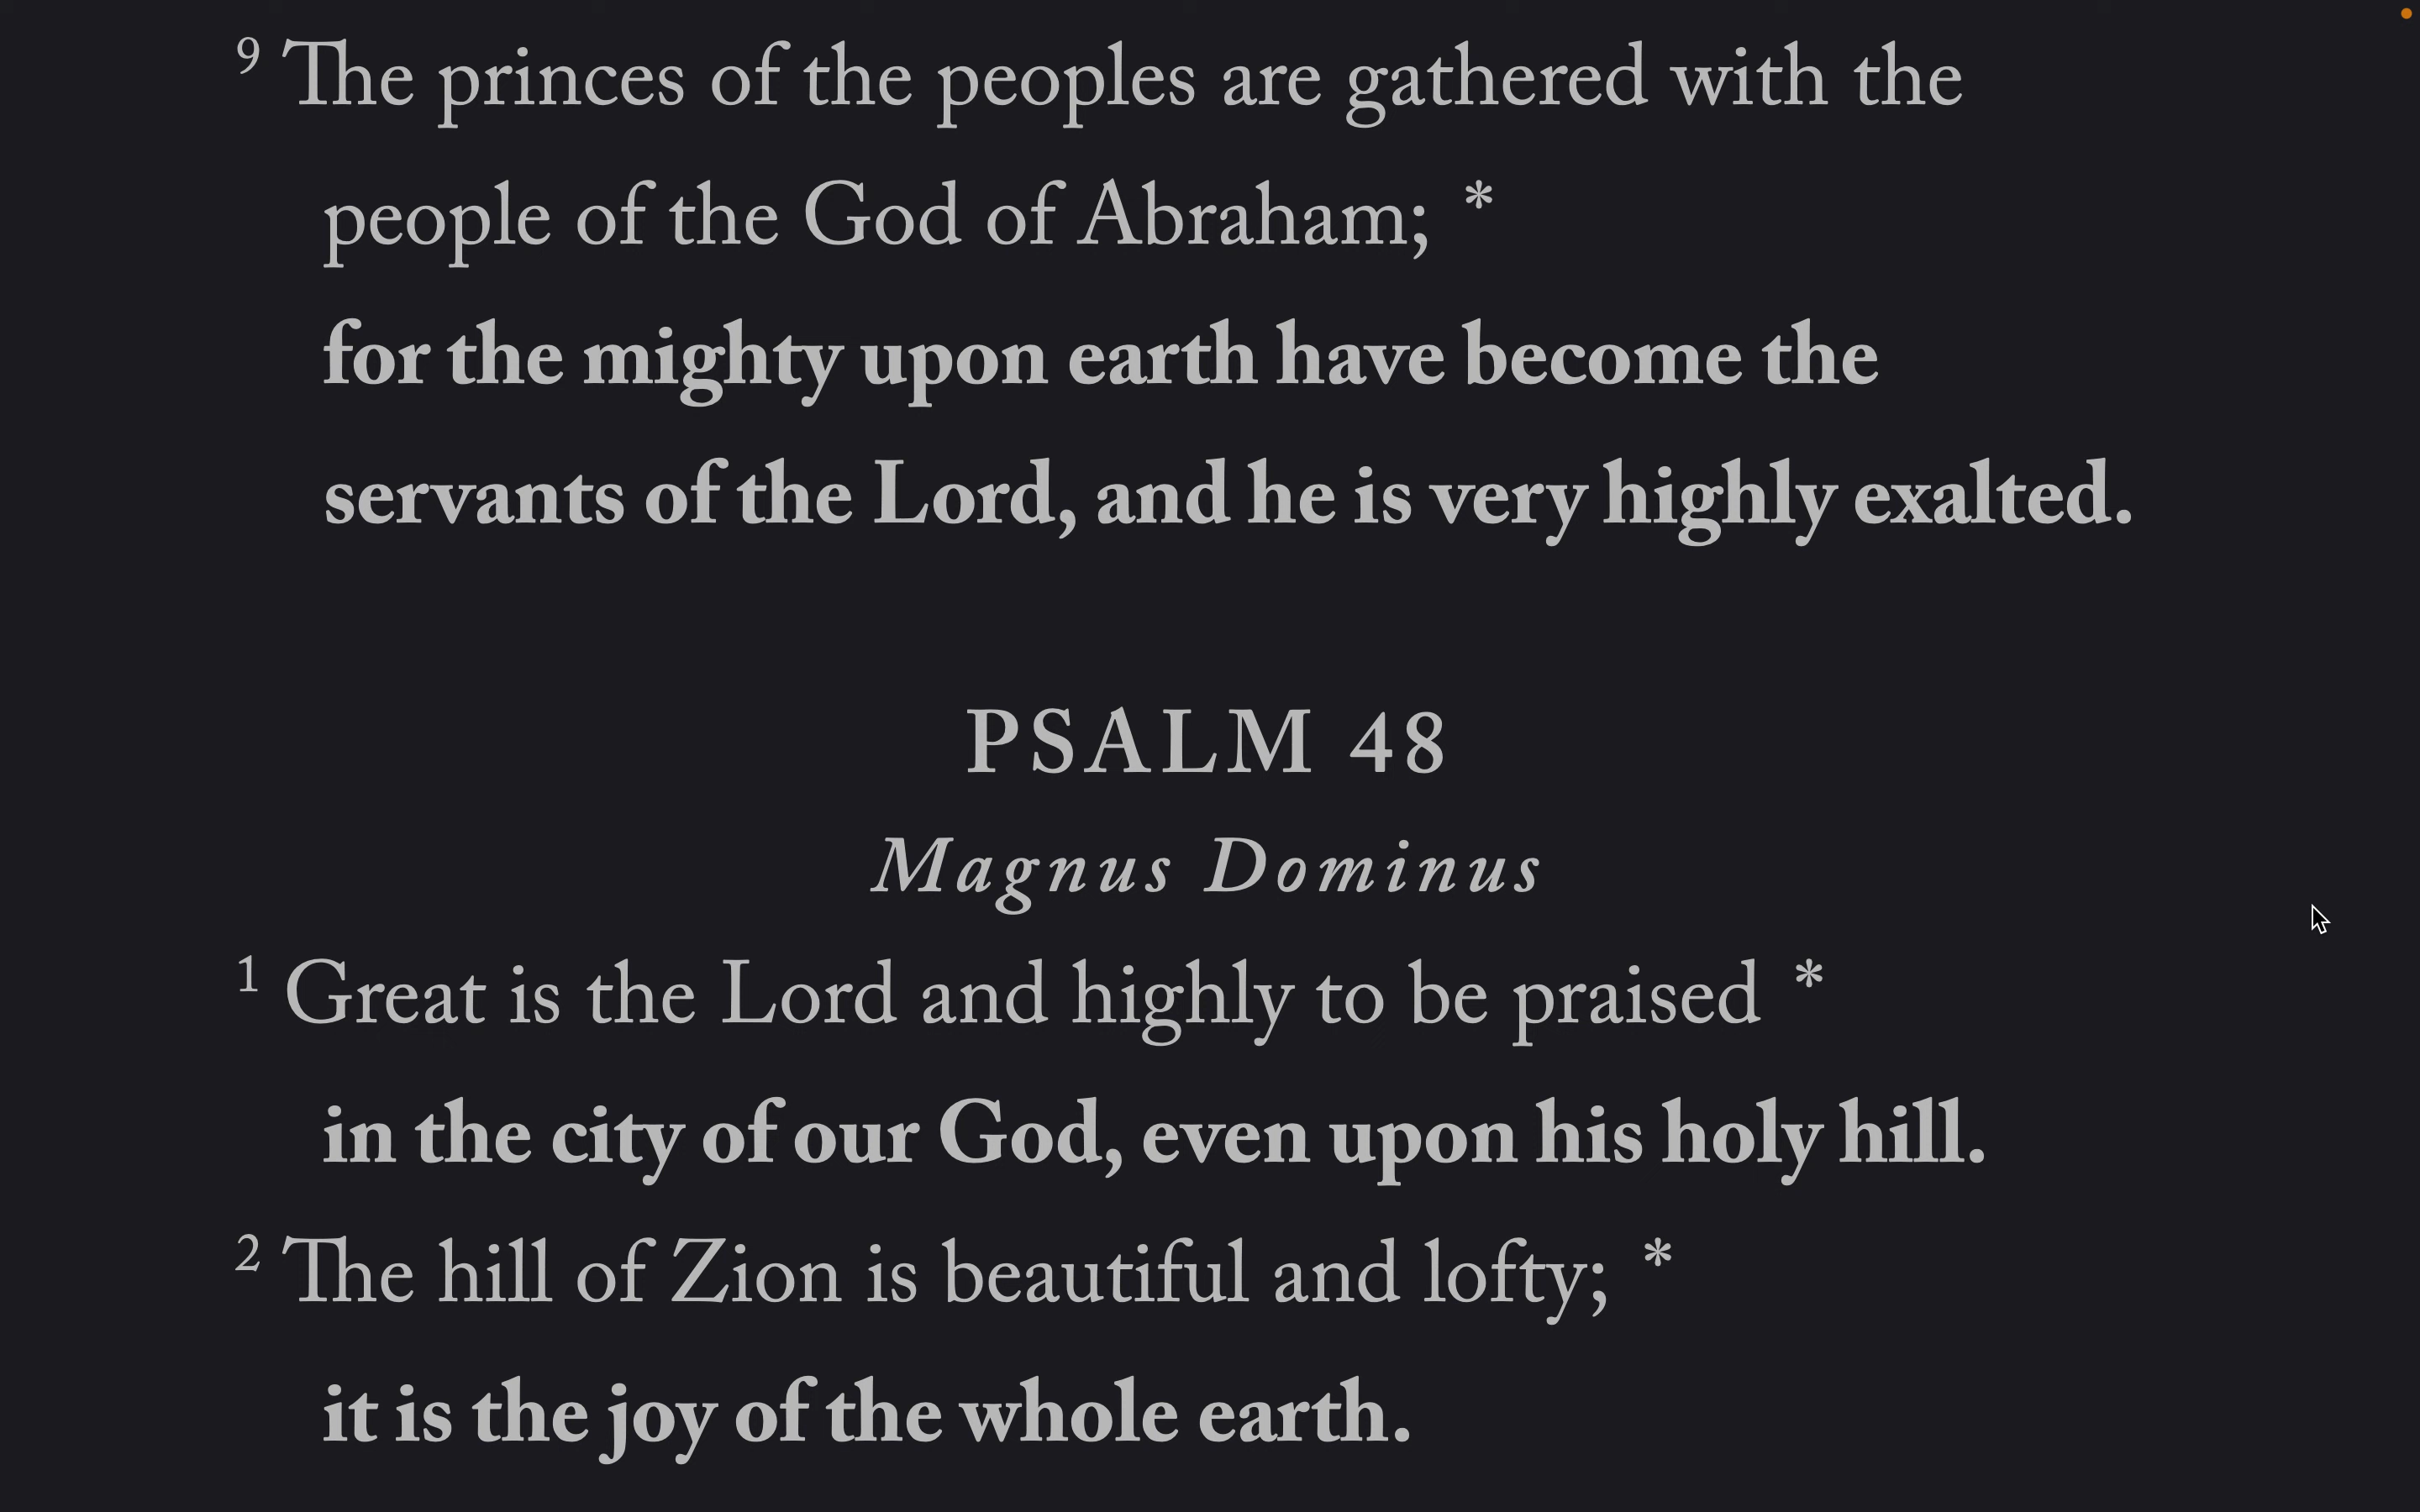 9 The princes of the peoples are gathered with the
people of the God of Abraham; *
for the mighty upon earth have become the
servants of the Lord, and he is very highly exalted.
PSALM 48
Magnus Dominus
1 Great is the Lord and highly to be praised *
in the city of our God, even upon his holy hill.
2 The hill of Zion is beautiful and lofty; *
it is the joy of the whole earth.